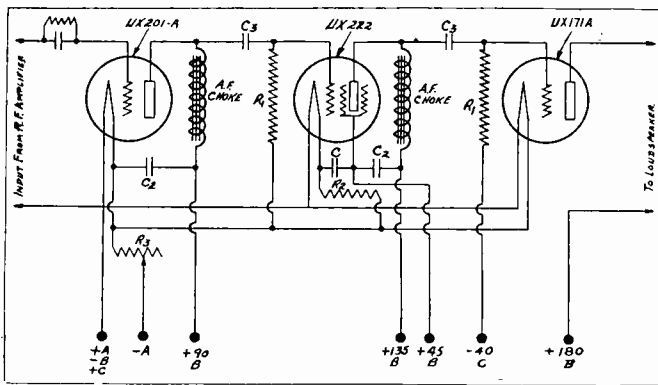 UX201-A
UX222
UX171A
C3
C3
INPUT FROM R.F. AMPLIFIER
A.F. CHOKE
R1
A.F. CHOKE
R1
TO LOUDSPEAKER
C2
C
C2
R2
R3
+A
-B
+C
-A
+90
B
+135
B
+45
B
-40
C
+180
B